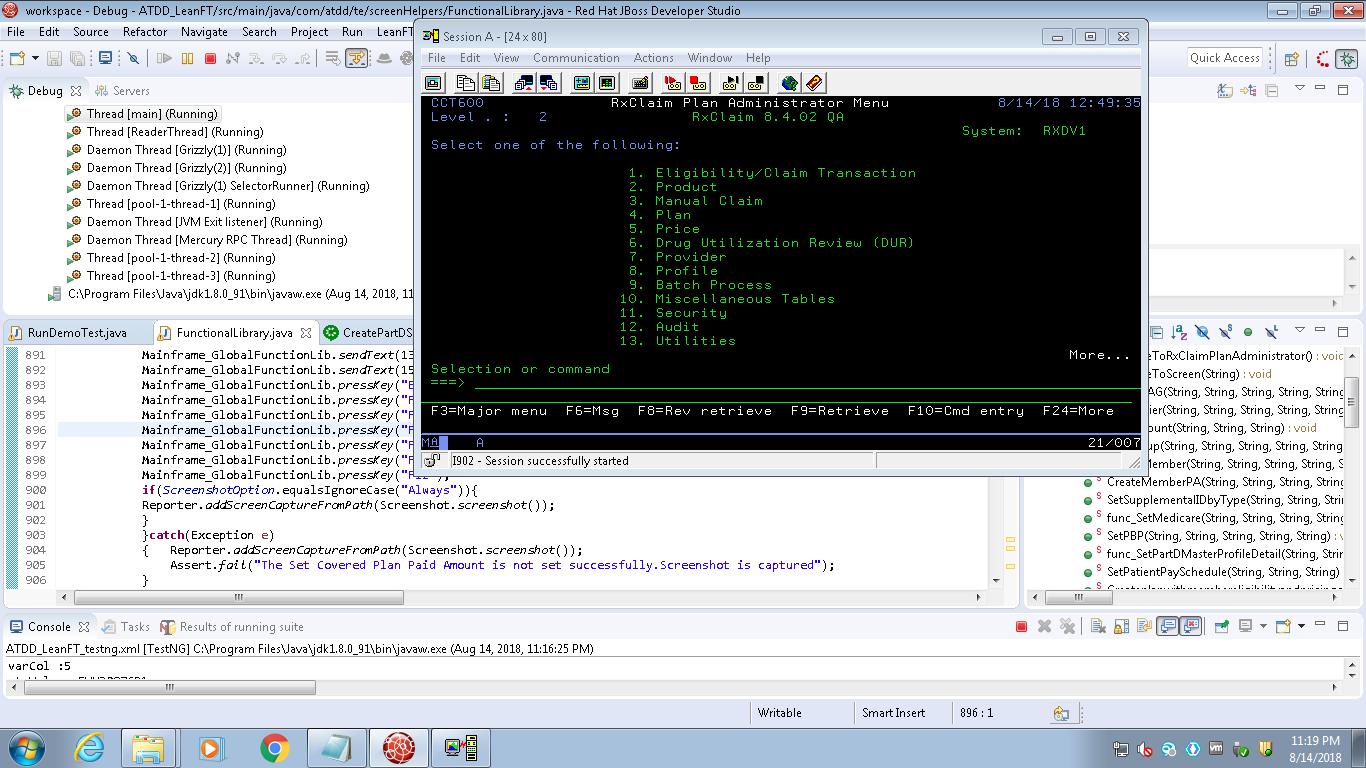 workspace - Debug - ATDD_LeanFT/src/main/java/com/atdd/te/screenHelpers/FunctionalLibrary.java - Red Hat JBoss Developer Studio
File Edit Source Refactor Navigate Search Project Run LeanFT
Quick Access
Debug Servers
Thread [main] (Running)
Thread [ReaderThread] (Running)
Daemon Thread [Grizzly(1)] (Running)
Daemon Thread [Grizzly(2)] (Running)
Daemon Thread [Grizzly(1) SelectorRunner] (Running)
Thread [pool-1-thread-1] (Running)
Daemon Thread [JVM Exit listener] (Running)
Daemon Thread [Mercury RPC Thread] (Running)
Thread [pool-1-thread-2] (Running)
Thread [pool-1-thread-3] (Running)
C:\Program Files\Java\jdk1.8.0_91\bin\javaw.exe (Aug 14, 2018, 11
Session A - [24 x 80]
File Edit View Communication Actions Window Help
CCT600 RxClaim Plan Administrator Menu 8/14/18 12:49:35
Level . : 2 RxClaim 8.4.02 QA
System: RXDV1
Select one of the following:
1. Eligibility/Claim Transaction
2. Product
3. Manual Claim
4. Plan
5. Price
6. Drug Utilization Review (DUR)
7. Provider
8. Profile
9. Batch Process
10. Miscellaneous Tables
11. Security
12. Audit
13. Utilities
More...
Selection or command
===>
F3=Major menu F6=Msg F8=Rev retrieve F9=Retrieve F10=Cmd entry F24=More
MA A 21/007
I902 - Session successfully started
RunDemoTest.java FunctionalLibrary.java CreatePartDS
891 Mainframe_GlobalFunctionLib.sendText(13
892 Mainframe_GlobalFunctionLib.sendText(15
893 Mainframe_GlobalFunctionLib.pressKey("E
894 Mainframe_GlobalFunctionLib.pressKey("F
895 Mainframe_GlobalFunctionLib.pressKey("F
896 Mainframe_GlobalFunctionLib.pressKey("F
897 Mainframe_GlobalFunctionLib.pressKey("F
898 Mainframe_GlobalFunctionLib.pressKey("F
899 Mainframe_GlobalFunctionLib.pressKey("F12");
900 if(ScreenshotOption.equalsIgnoreCase("Always")){
901 Reporter.addScreenCaptureFromPath(Screenshot.screenshot());
902 }
903 }catch(Exception e)
904 { Reporter.addScreenCaptureFromPath(Screenshot.screenshot());
905 Assert.fail("The Set Covered Plan Paid Amount is not set successfully.Screenshot is captured");
906 }
eToRxClaimPlanAdministrator() : voic
eToScreen(String) : void
AG(String, String, String, String, Str
ier(String, String, String, String, Stri
ount(String, String) : void
up(String, String, String, String, Stri
Member(String, String, String, String,
CreateMemberPA(String, String, String,
SetSupplementalIDbyType(String, String,
func_SetMedicare(String, String, String,
SetPBP(String, String, String, String) : v
func_SetPartDMasterProfileDetail(String, Strin
SetPatientPaySchedule(String, String, String)
Console Tasks Results of running suite
ATDD_LeanFT_testng.xml [TestNG] C:\Program Files\Java\jdk1.8.0_91\bin\javaw.exe (Aug 14, 2018, 11:16:25 PM)
varCol :5
Writable Smart Insert 896 : 1
11:19 PM
8/14/2018